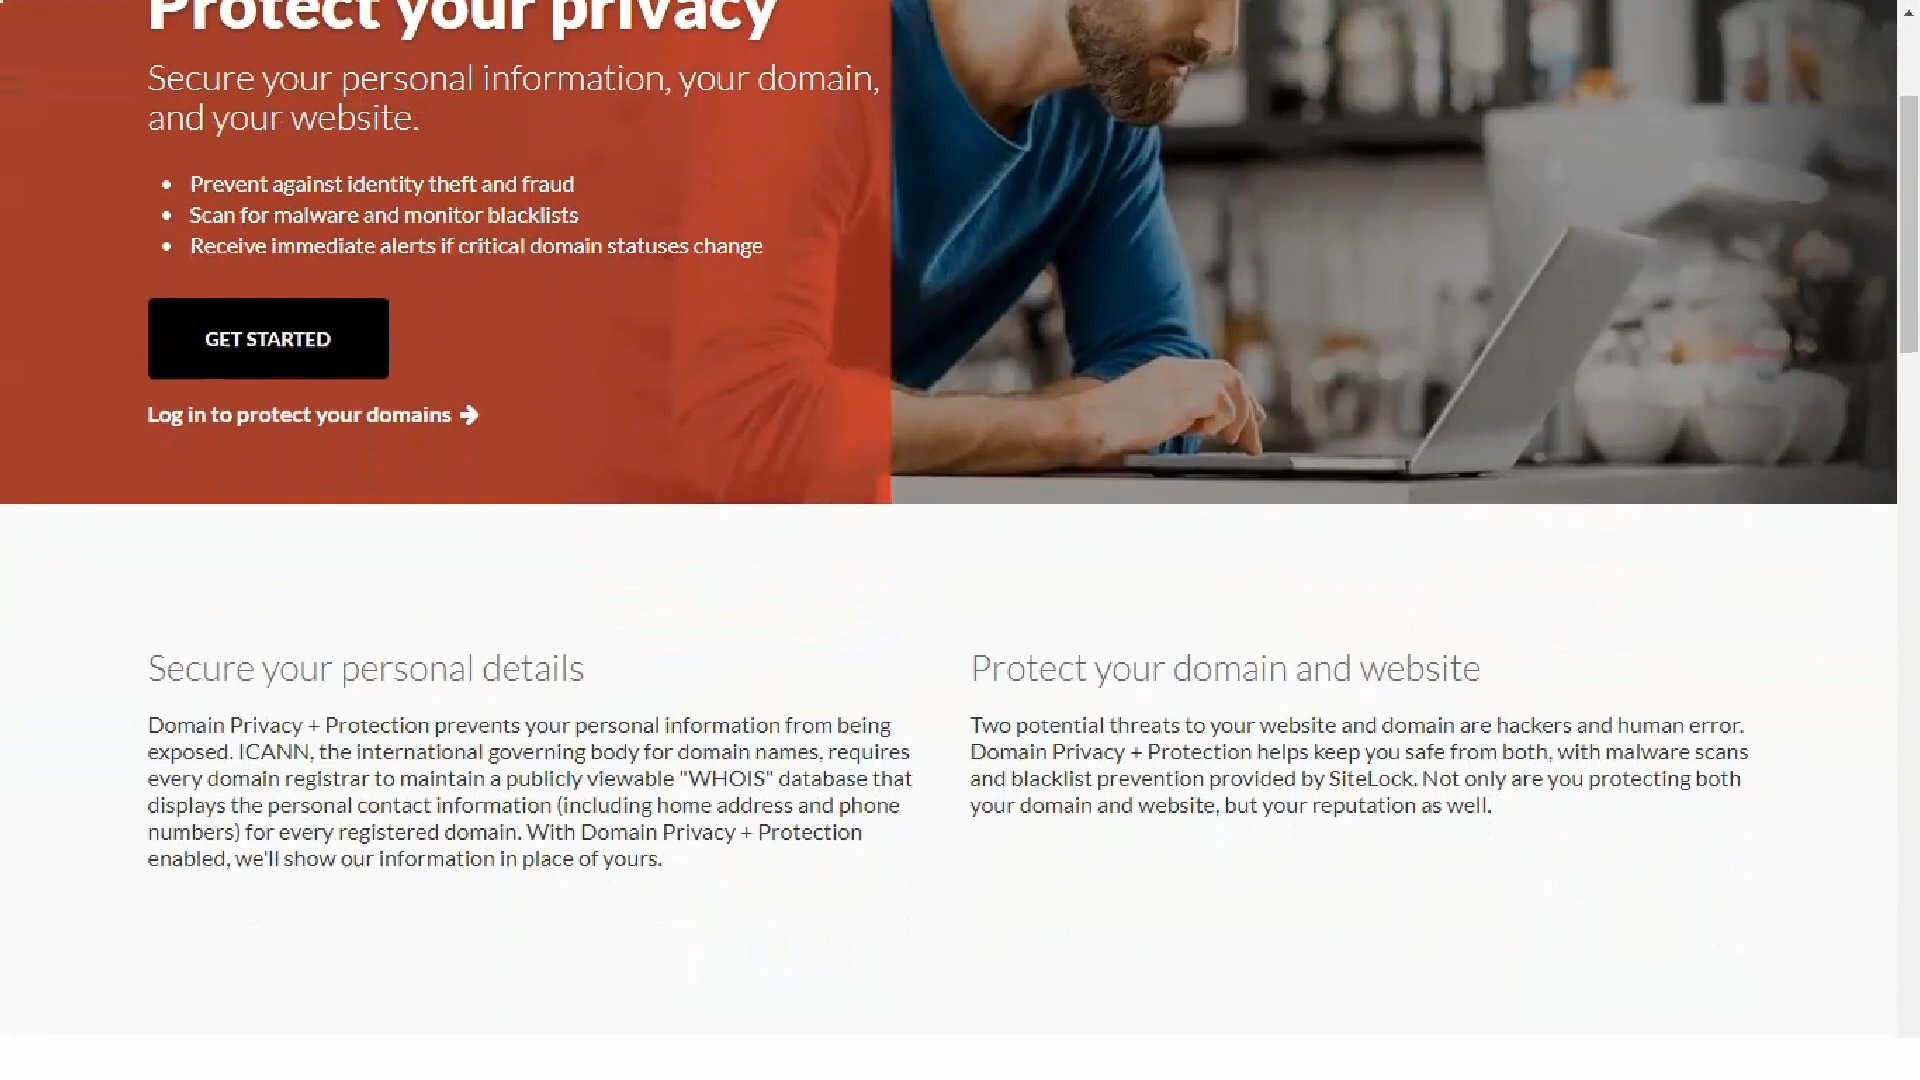 Protect your privacy
Secure your personal information, your domain,
and your website.
• Prevent against identity theft and fraud
• Scan for malware and monitor blacklists
• Receive immediate alerts if critical domain statuses change
GET STARTED
Log in to protect your domains →
Secure your personal details
Domain Privacy + Protection prevents your personal information from being
exposed. ICANN, the international governing body for domain names, requires
every domain registrar to maintain a publicly viewable "WHOIS" database that
displays the personal contact information (including home address and phone
numbers) for every registered domain. With Domain Privacy + Protection
enabled, we'll show our information in place of yours.
Protect your domain and website
Two potential threats to your website and domain are hackers and human error.
Domain Privacy + Protection helps keep you safe from both, with malware scans
and blacklist prevention provided by SiteLock. Not only are you protecting both
your domain and website, but your reputation as well.